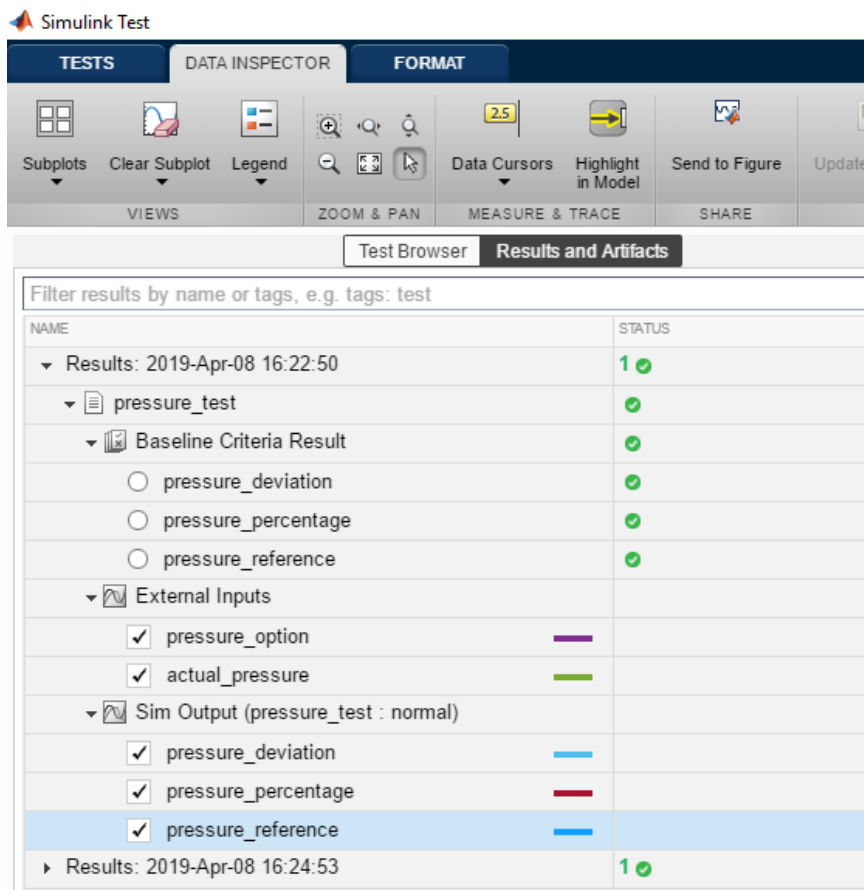 Simulink Test
TESTS DATA INSPECTOR FORMAT
2.5
Subplots Clear Subplot Legend Data Cursors Highlight in Model Send to Figure Update
VIEWS ZOOM & PAN MEASURE & TRACE SHARE
Test Browser Results and Artifacts
Filter results by name or tags, e.g. tags: test
NAME STATUS
Results: 2019-Apr-08 16:22:50 1
pressure_test
Baseline Criteria Result
pressure_deviation
pressure_percentage
pressure_reference
External Inputs
pressure_option
actual_pressure
Sim Output (pressure_test : normal)
pressure_deviation
pressure_percentage
pressure_reference
Results: 2019-Apr-08 16:24:53 1